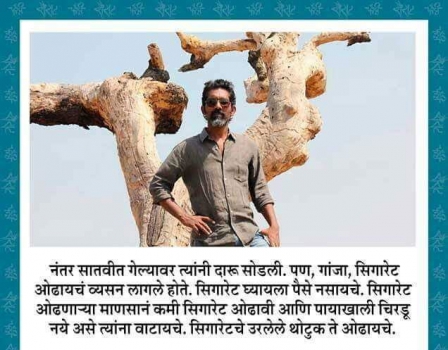 नंतर सातवीत गेल्यावर त्यांनी दारू सोडली. पण, गांजा, सिगारेट
ओढायचं व्यसन लागले होते. सिगारेट घ्यायला पैसे नसायचे. सिगारेट
ओढणाऱ्या माणसानं कमी सिगारेट ओढावी आणि पायाखाली चिरडू
नये असे त्यांना वाटायचे. सिगारेटचे उरलेले थोटुक ते ओढायचे.